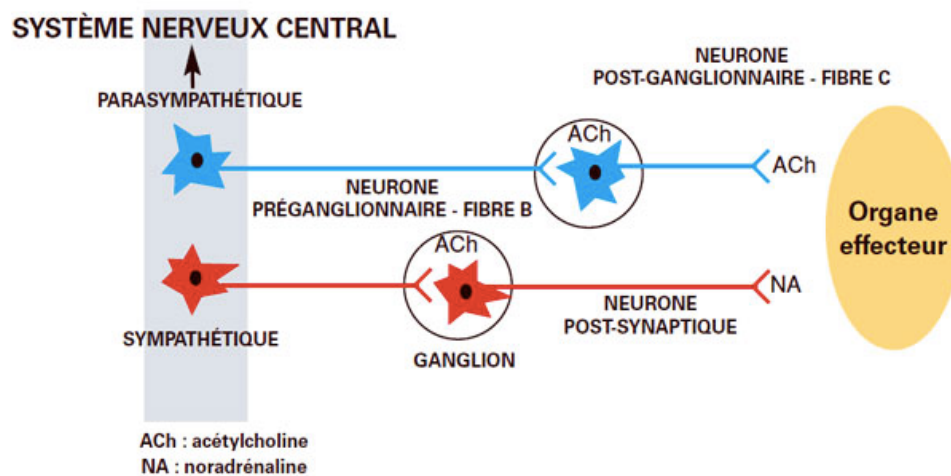 SYSTÈME NERVEUX CENTRAL
PARASYMPATHÉTIQUE
NEURONE
POST-GANGLIONNAIRE - FIBRE C
ACh
ACh
NEURONE
PRÉGANGLIONNAIRE - FIBRE B
Organe
effecteur
ACh
NA
NEURONE
POST-SYNAPTIQUE
SYMPATHÉTIQUE
GANGLION
ACh : acétylcholine
NA : noradrénaline